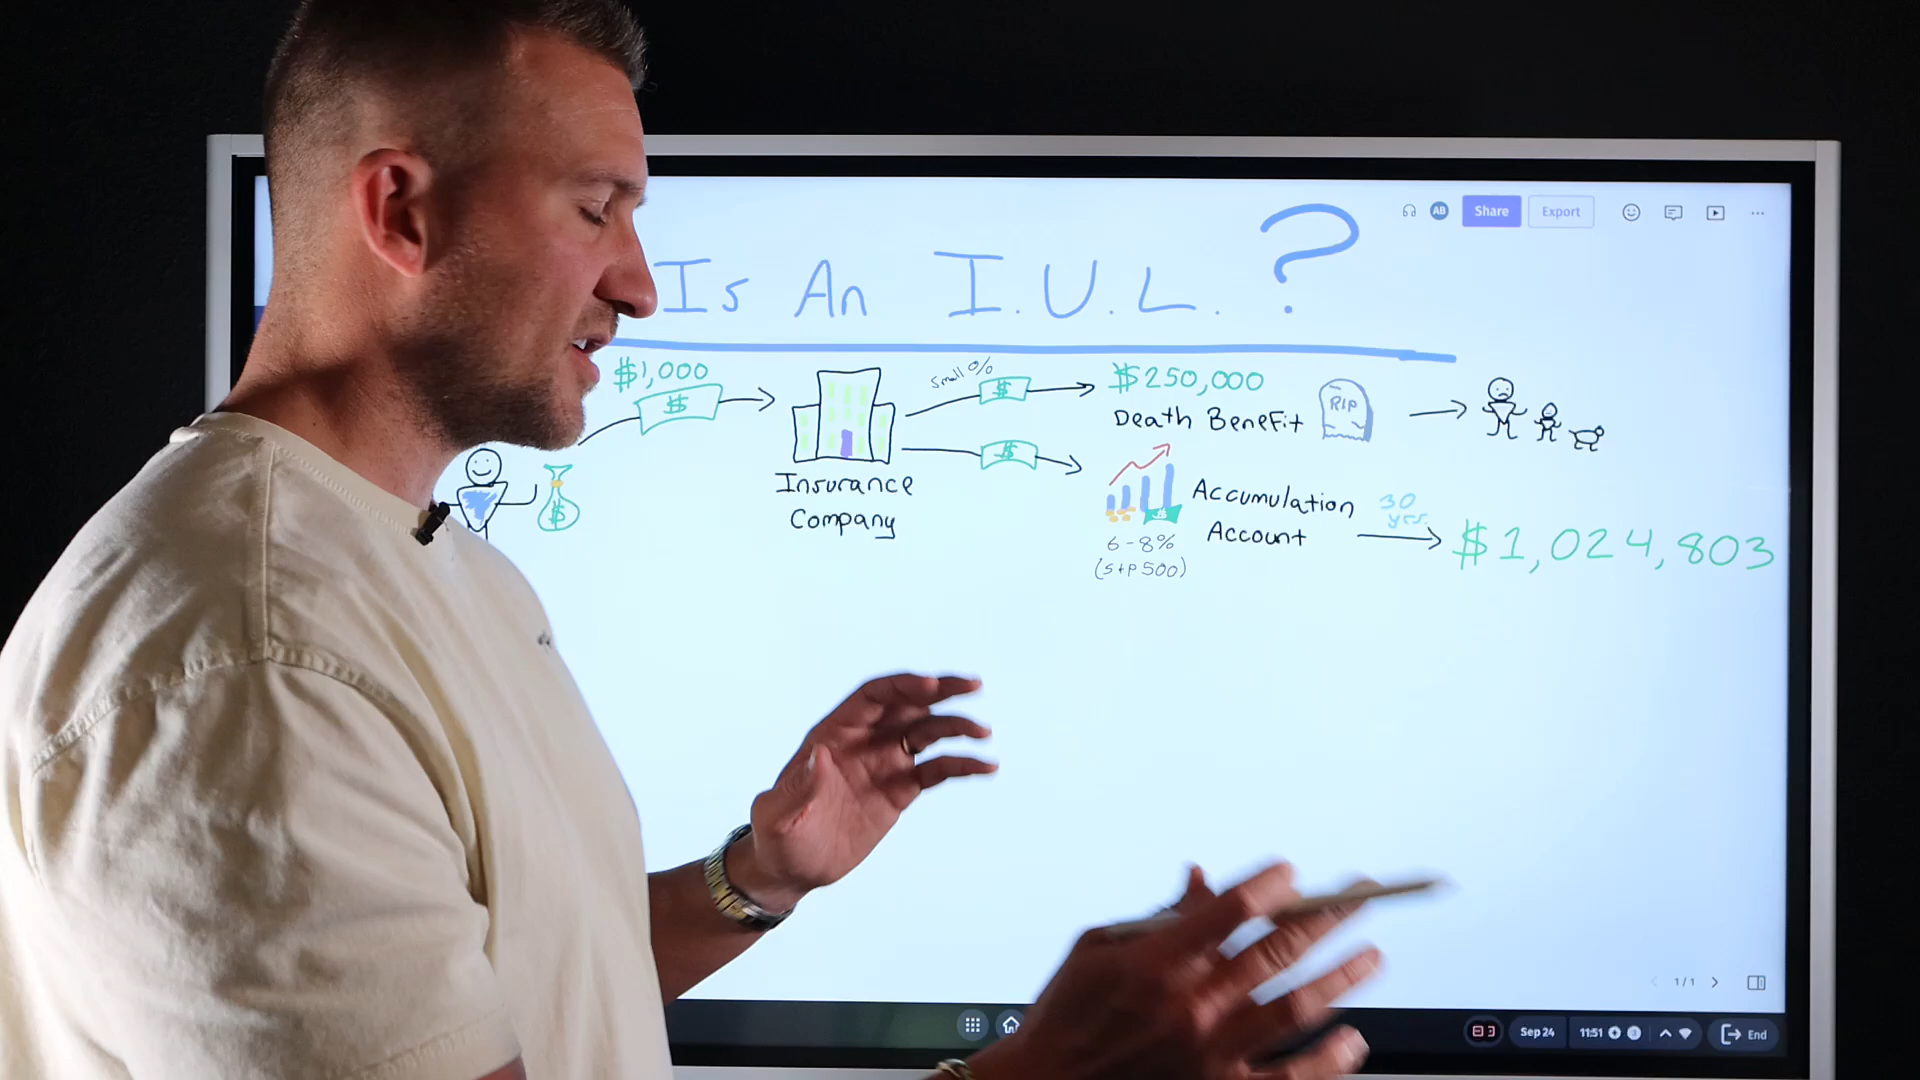 AB Share Export
Is An I.U.L.?
$1,000
$
Small %
$
$250,000
Death Benefit
RIP
$
$
Insurance
Company
Accumulation
Account
30
yrs.
$1,024,803
6-8%
(S+P 500)
1/1
Sep 24
11:51
End